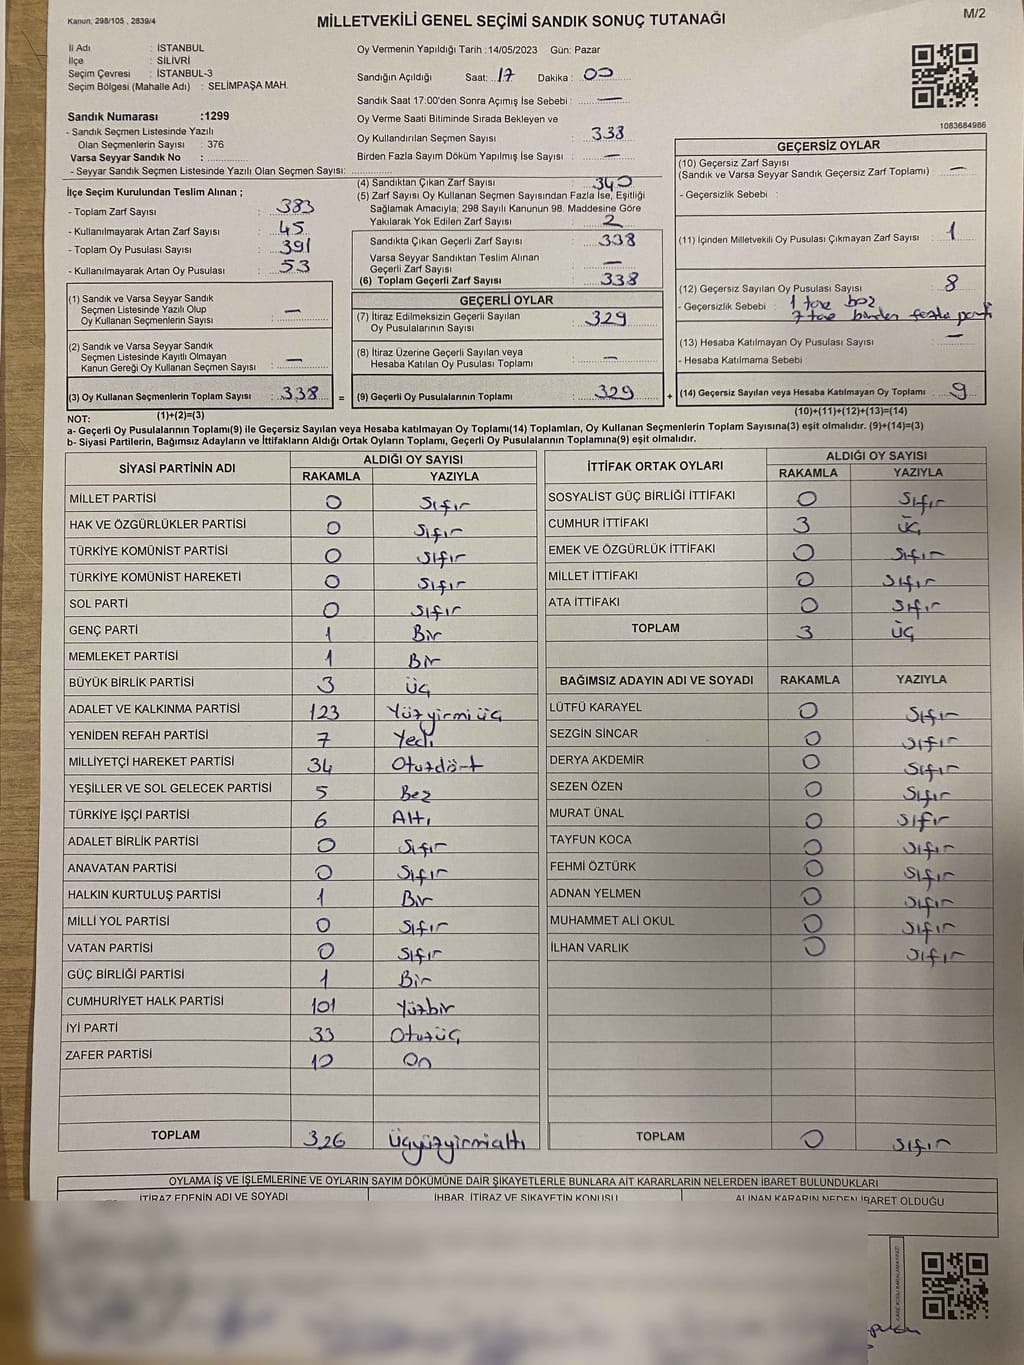 Kanun; 298/105 , 2839/4
MİLLETVEKİLİ GENEL SEÇİMİ SANDIK SONUÇ TUTANAĞI
M/2
İl Adı : İSTANBUL
İlçe : SİLİVRİ
Seçim Çevresi : İSTANBUL-3
Seçim Bölgesi (Mahalle Adı) : SELİMPAŞA MAH.
Sandık Numarası :1299
- Sandık Seçmen Listesinde Yazılı
Olan Seçmenlerin Sayısı : 376
Varsa Seyyar Sandık No :
- Seyyar Sandık Seçmen Listesinde Yazılı Olan Seçmen Sayısı:
Oy Vermenin Yapıldığı Tarih :14/05/2023 Gün: Pazar
Sandığın Açıldığı Saat: 17 Dakika : 00
Sandık Saat 17:00'den Sonra Açımış İse Sebebi : —
Oy Verme Saati Bitiminde Sırada Bekleyen ve
Oy Kullandırılan Seçmen Sayısı : 338
Birden Fazla Sayım Döküm Yapılmış İse Sayısı : —
1083684986
İlçe Seçim Kurulundan Teslim Alınan ;
- Toplam Zarf Sayısı : 383
- Kullanılmayarak Artan Zarf Sayısı : 45
- Toplam Oy Pusulası Sayısı : 391
- Kullanılmayarak Artan Oy Pusulası : 53
(4) Sandıktan Çıkan Zarf Sayısı : 340
(5) Zarf Sayısı Oy Kullanan Seçmen Sayısından Fazla İse, Eşitliği
Sağlamak Amacıyla; 298 Sayılı Kanunun 98. Maddesine Göre
Yakılarak Yok Edilen Zarf Sayısı : 2
Sandıkta Çıkan Geçerli Zarf Sayısı : 338
Varsa Seyyar Sandıktan Teslim Alınan
Geçerli Zarf Sayısı : —
(6) Toplam Geçerli Zarf Sayısı : 338
GEÇERSİZ OYLAR
(10) Geçersiz Zarf Sayısı
(Sandık ve Varsa Seyyar Sandık Geçersiz Zarf Toplamı) : —
- Geçersizlik Sebebi :
(11) İçinden Milletvekili Oy Pusulası Çıkmayan Zarf Sayısı : 1
(12) Geçersiz Sayılan Oy Pusulası Sayısı : 8
- Geçersizlik Sebebi : 1 tane boş
7 tane birden fazla parti
(13) Hesaba Katılmayan Oy Pusulası Sayısı : —
- Hesaba Katılmama Sebebi :
(14) Geçersiz Sayılan veya Hesaba Katılmayan Oy Toplamı : 9
(10)+(11)+(12)+(13)=(14)
(1) Sandık ve Varsa Seyyar Sandık
Seçmen Listesinde Yazılı Olup
Oy Kullanan Seçmenlerin Sayısı : —
(2) Sandık ve Varsa Seyyar Sandık
Seçmen Listesinde Kayıtlı Olmayan
Kanun Gereği Oy Kullanan Seçmen Sayısı : —
(3) Oy Kullanan Seçmenlerin Toplam Sayısı : 338 =
(1)+(2)=(3)
GEÇERLİ OYLAR
(7) İtiraz Edilmeksizin Geçerli Sayılan
Oy Pusulalarının Sayısı : 329
(8) İtiraz Üzerine Geçerli Sayılan veya
Hesaba Katılan Oy Pusulası Toplamı : —
(9) Geçerli Oy Pusulalarının Toplamı : 329 +
NOT:
a- Geçerli Oy Pusulalarının Toplamı(9) ile Geçersiz Sayılan veya Hesaba katılmayan Oy Toplamı(14) Toplamları, Oy Kullanan Seçmenlerin Toplam Sayısına(3) eşit olmalıdır. (9)+(14)=(3)
b- Siyasi Partilerin, Bağımsız Adayların ve İttifakların Aldığı Ortak Oyların Toplamı, Geçerli Oy Pusulalarının Toplamına(9) eşit olmalıdır.
SİYASİ PARTİNİN ADI ALDIĞI OY SAYISI
RAKAMLA YAZIYLA
MİLLET PARTİSİ 0 Sıfır
HAK VE ÖZGÜRLÜKLER PARTİSİ 0 Sıfır
TÜRKİYE KOMÜNİST PARTİSİ 0 Sıfır
TÜRKİYE KOMÜNİST HAREKETİ 0 Sıfır
SOL PARTİ 0 Sıfır
GENÇ PARTİ 1 Bir
MEMLEKET PARTİSİ 1 Bir
BÜYÜK BİRLİK PARTİSİ 3 üç
ADALET VE KALKINMA PARTİSİ 123 Yüzyirmiüç
YENİDEN REFAH PARTİSİ 7 Yedi
MİLLİYETÇİ HAREKET PARTİSİ 34 Otuzdört
YEŞİLLER VE SOL GELECEK PARTİSİ 5 Beş
TÜRKİYE İŞÇİ PARTİSİ 6 Altı
ADALET BİRLİK PARTİSİ 0 Sıfır
ANAVATAN PARTİSİ 0 Sıfır
HALKIN KURTULUŞ PARTİSİ 1 Bir
MİLLİ YOL PARTİSİ 0 Sıfır
VATAN PARTİSİ 0 Sıfır
GÜÇ BİRLİĞİ PARTİSİ 1 Bir
CUMHURİYET HALK PARTİSİ 101 Yüzbir
İYİ PARTİ 33 Otuzüç
ZAFER PARTİSİ 10 On
TOPLAM 326 Üçyüzyirmialtı
İTTİFAK ORTAK OYLARI ALDIĞI OY SAYISI
RAKAMLA YAZIYLA
SOSYALİST GÜÇ BİRLİĞİ İTTİFAKI 0 Sıfır
CUMHUR İTTİFAKI 3 üç
EMEK VE ÖZGÜRLÜK İTTİFAKI 0 Sıfır
MİLLET İTTİFAKI 0 Sıfır
ATA İTTİFAKI 0 Sıfır
TOPLAM 3 üç
BAĞIMSIZ ADAYIN ADI VE SOYADI RAKAMLA YAZIYLA
LÜTFÜ KARAYEL 0 Sıfır
SEZGİN SİNCAR 0 Sıfır
DERYA AKDEMİR 0 Sıfır
SEZEN ÖZEN 0 Sıfır
MURAT ÜNAL 0 Sıfır
TAYFUN KOCA 0 Sıfır
FEHMİ ÖZTÜRK 0 Sıfır
ADNAN YELMEN 0 Sıfır
MUHAMMET ALİ OKUL 0 Sıfır
İLHAN VARLIK 0 Sıfır
TOPLAM 0 Sıfır
OYLAMA İŞ VE İŞLEMLERİNE VE OYLARIN SAYIM DÖKÜMÜNE DAİR ŞİKAYETLERLE BUNLARA AİT KARARLARIN NELERDEN İBARET BULUNDUKLARI
İTİRAZ EDENİN ADI VE SOYADI İHBAR, İTİRAZ VE ŞİKAYETİN KONUSU ALINAN KARARIN NEDEN İBARET OLDUĞU